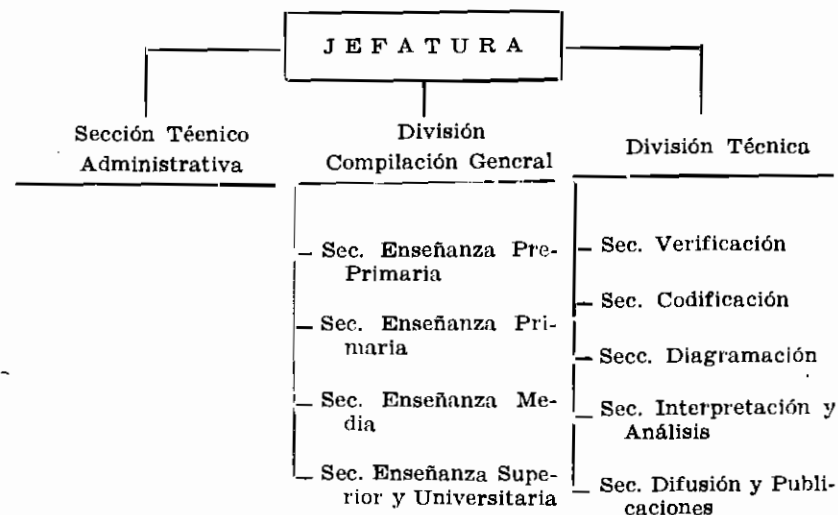 JEFATURA
Sección Técnico
Administrativa
División
Compilación General
División Técnica
Sec. Enseñanza Pre-
Primaria
Sec. Enseñanza Pri-
maria
Sec. Enseñanza Me-
dia
Sec. Enseñanza Supe-
rior y Universitaria
Sec. Verificación
Sec. Codificación
Secc. Diagramación
Sec. Interpretación y
Análisis
Sec. Difusión y Publi-
caciones